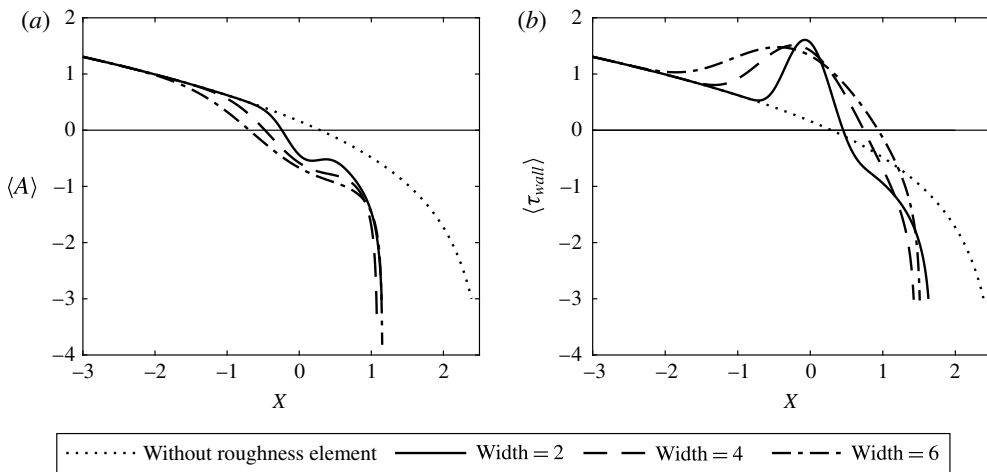 (a)
2
1
0
−1
−2
−3
−4
⟨A⟩
−3 −2 −1 0 1 2
X
(b)
2
1
0
−1
−2
−3
−4
⟨τwall⟩
−3 −2 −1 0 1 2
X
Without roughness element Width = 2 Width = 4 Width = 6